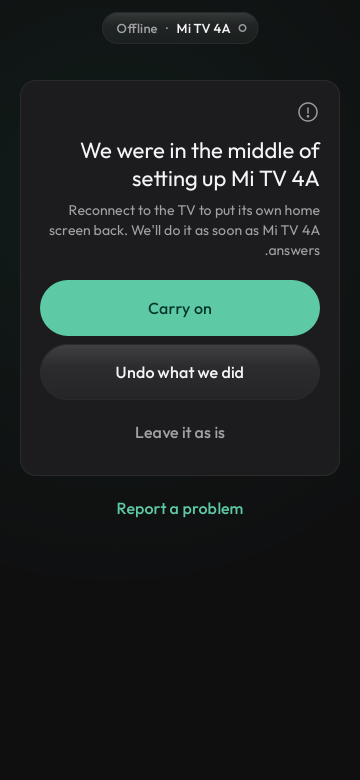 Offline · Mi TV 4A
We were in the middle of
setting up Mi TV 4A
Reconnect to the TV to put its own home
screen back. We'll do it as soon as Mi TV 4A
.answers
Carry on
Undo what we did
Leave it as is
Report a problem